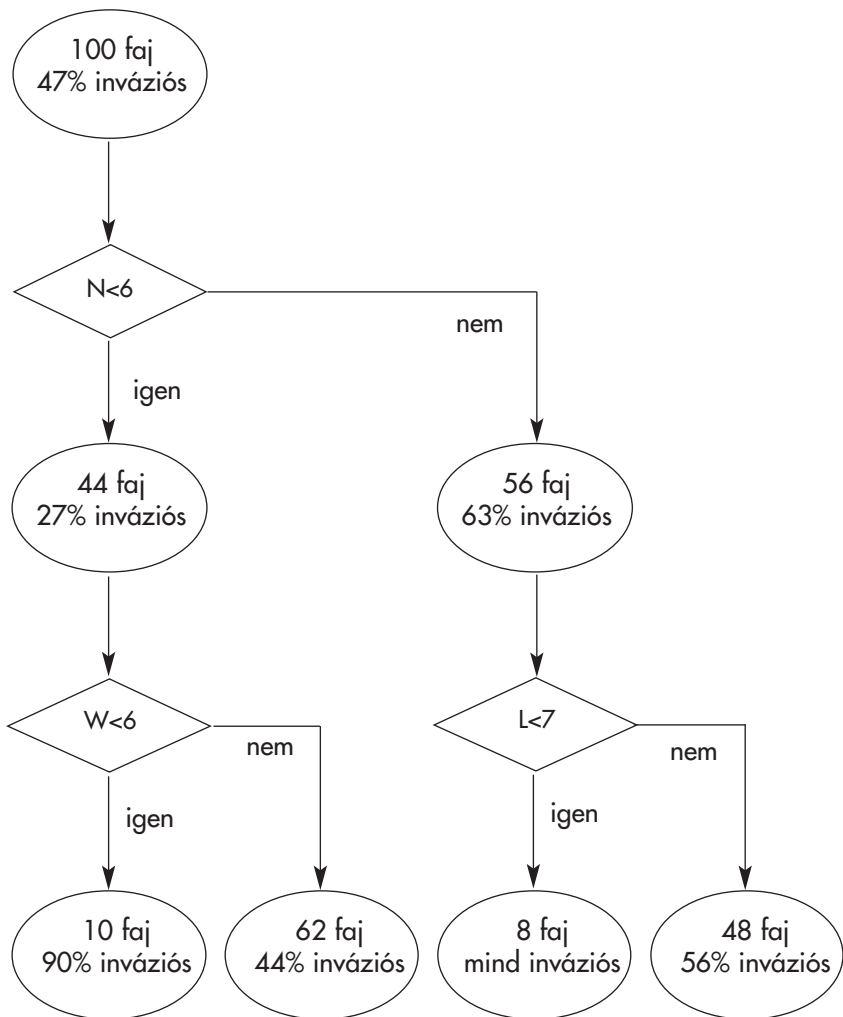 100 faj
47% inváziós
N<6
nem
igen
44 faj
27% inváziós
56 faj
63% inváziós
W<6
nem
igen
L<7
nem
igen
10 faj
90% inváziós
62 faj
44% inváziós
8 faj
mind inváziós
48 faj
56% inváziós